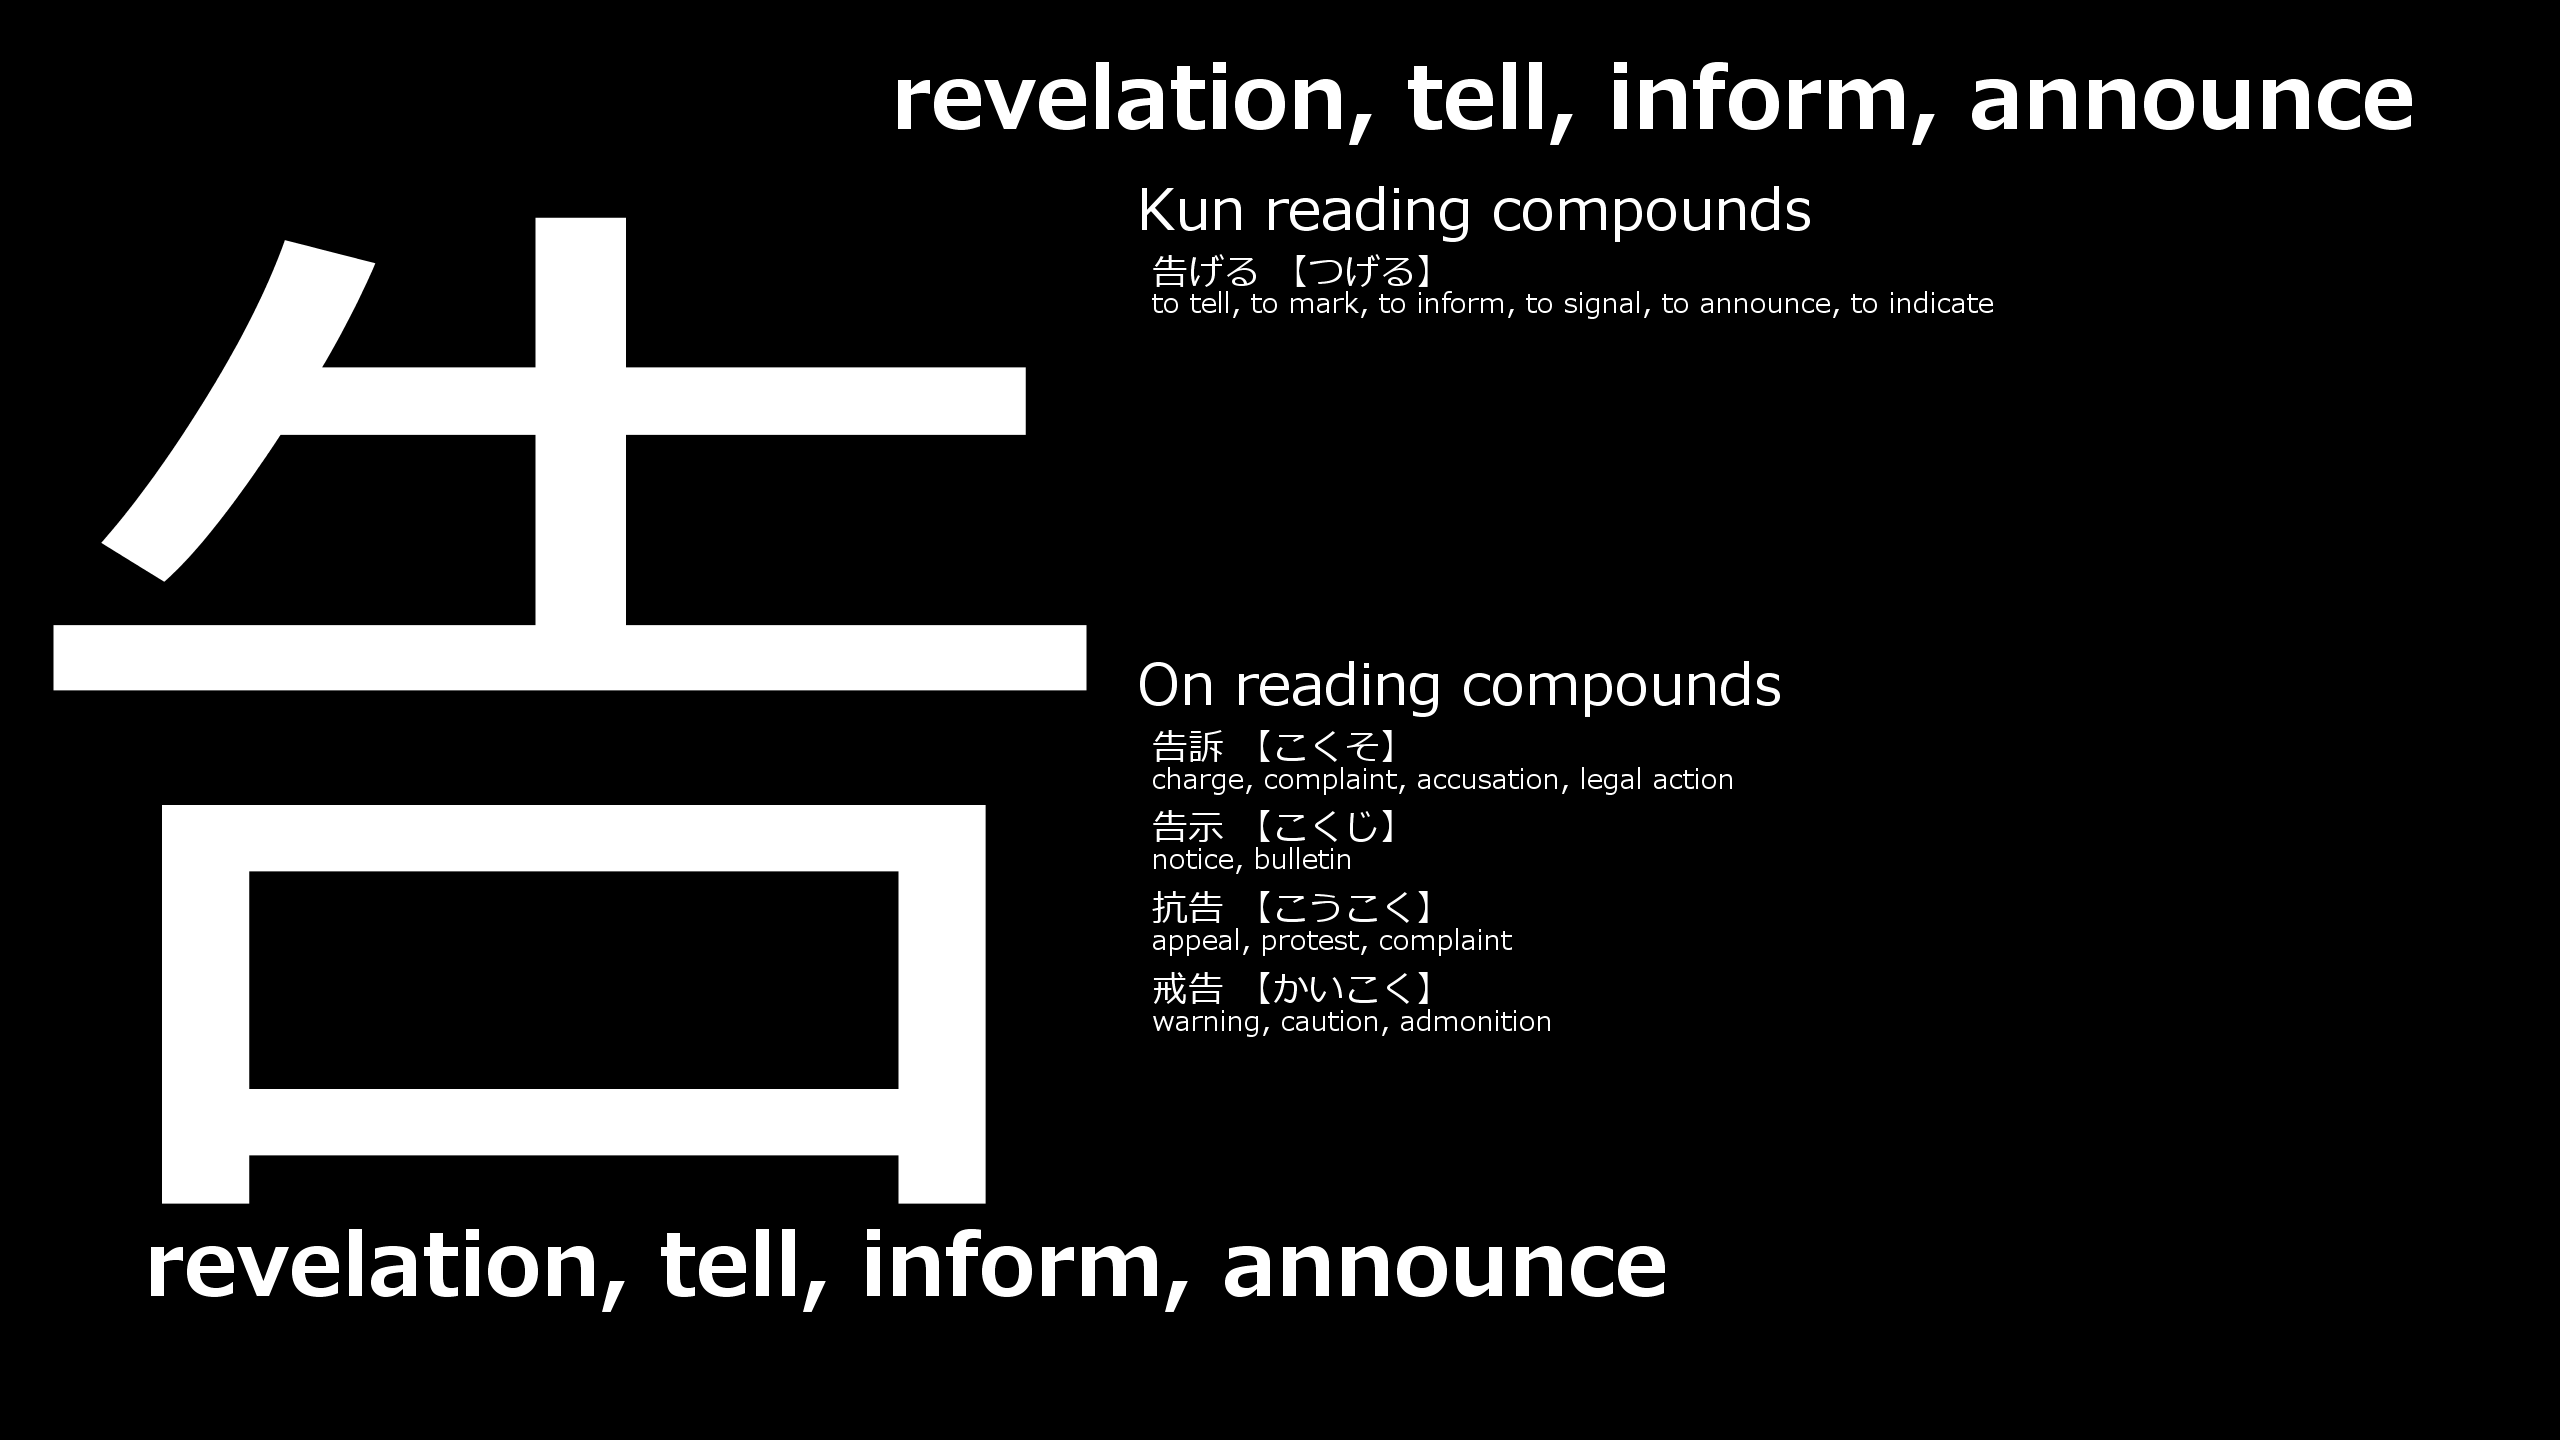 revelation, tell, inform, announce
告
Kun reading compounds
告げる 【つげる】
to tell, to mark, to inform, to signal, to announce, to indicate
On reading compounds
告訴 【こくそ】
charge, complaint, accusation, legal action
告示 【こくじ】
notice, bulletin
抗告 【こうこく】
appeal, protest, complaint
戒告 【かいこく】
warning, caution, admonition
revelation, tell, inform, announce